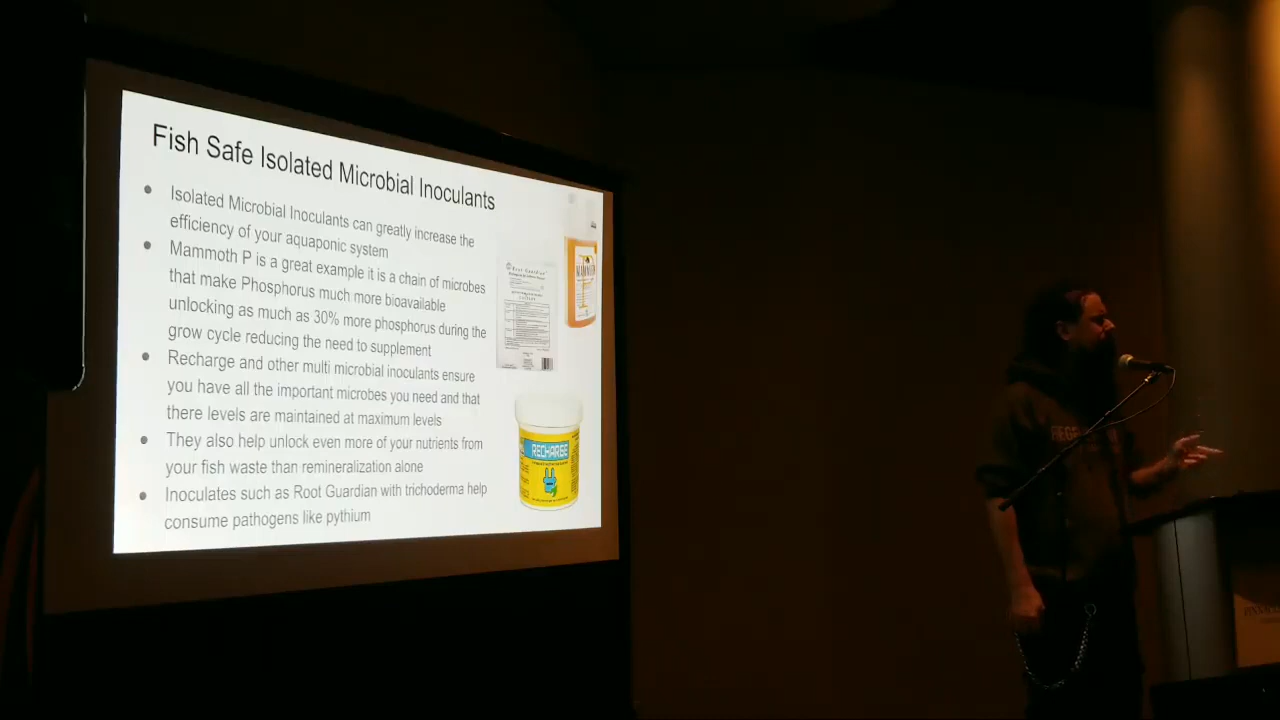 Fish Safe Isolated Microbial Inoculants
Isolated Microbial Inoculants can greatly increase the
efficiency of your aquaponic system
Mammoth P is a great example it is a chain of microbes
that make Phosphorus much more bioavailable
unlocking as much as 30% more phosphorus during the
grow cycle reducing the need to supplement
Recharge and other multi microbial inoculants ensure
you have all the important microbes you need and that
there levels are maintained at maximum levels
They also help unlock even more of your nutrients from
your fish waste than remineralization alone
Inoculates such as Root Guardian with trichoderma help
consume pathogens like pythium
Root Guardian
MAMMOTH
P
RECHARGE